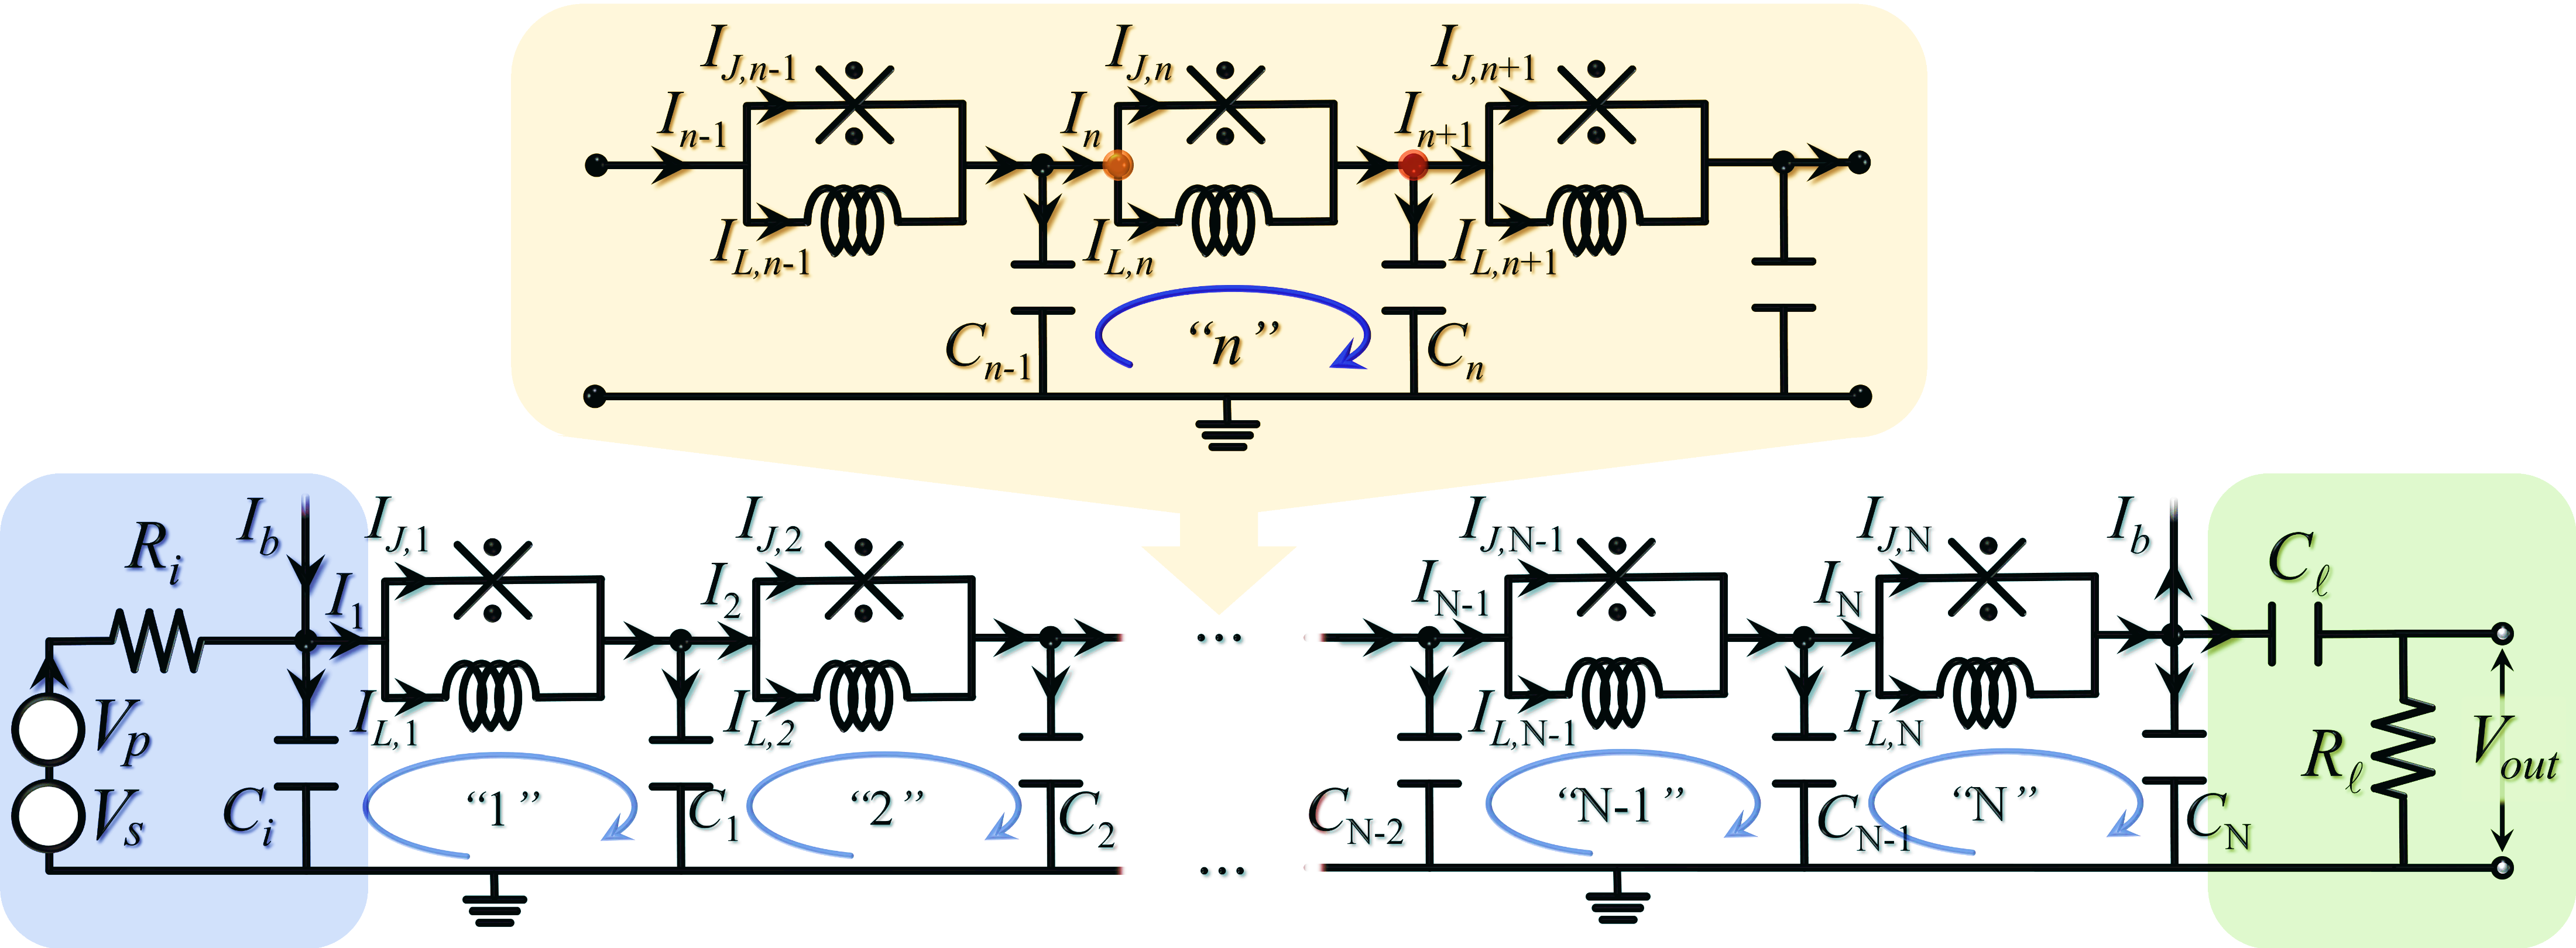 I_{J,n-1} I_{J,n} I_{J,n+1}
I_{n-1} I_n I_{n+1}
I_{L,n-1} I_{L,n} I_{L,n+1}
C_{n-1} “n” C_n
I_b I_{J,1} I_{J,2} I_{J,N-1} I_{J,N} I_b
R_i I_1 I_2 ... I_{N-1} I_N C_ℓ
V_p I_{L,1} I_{L,2} I_{L,N-1} I_{L,N} R_ℓ V_{out}
V_s C_i “1” C_1 “2” C_2 C_{N-2} “N-1” C_{N-1} “N” C_N
...